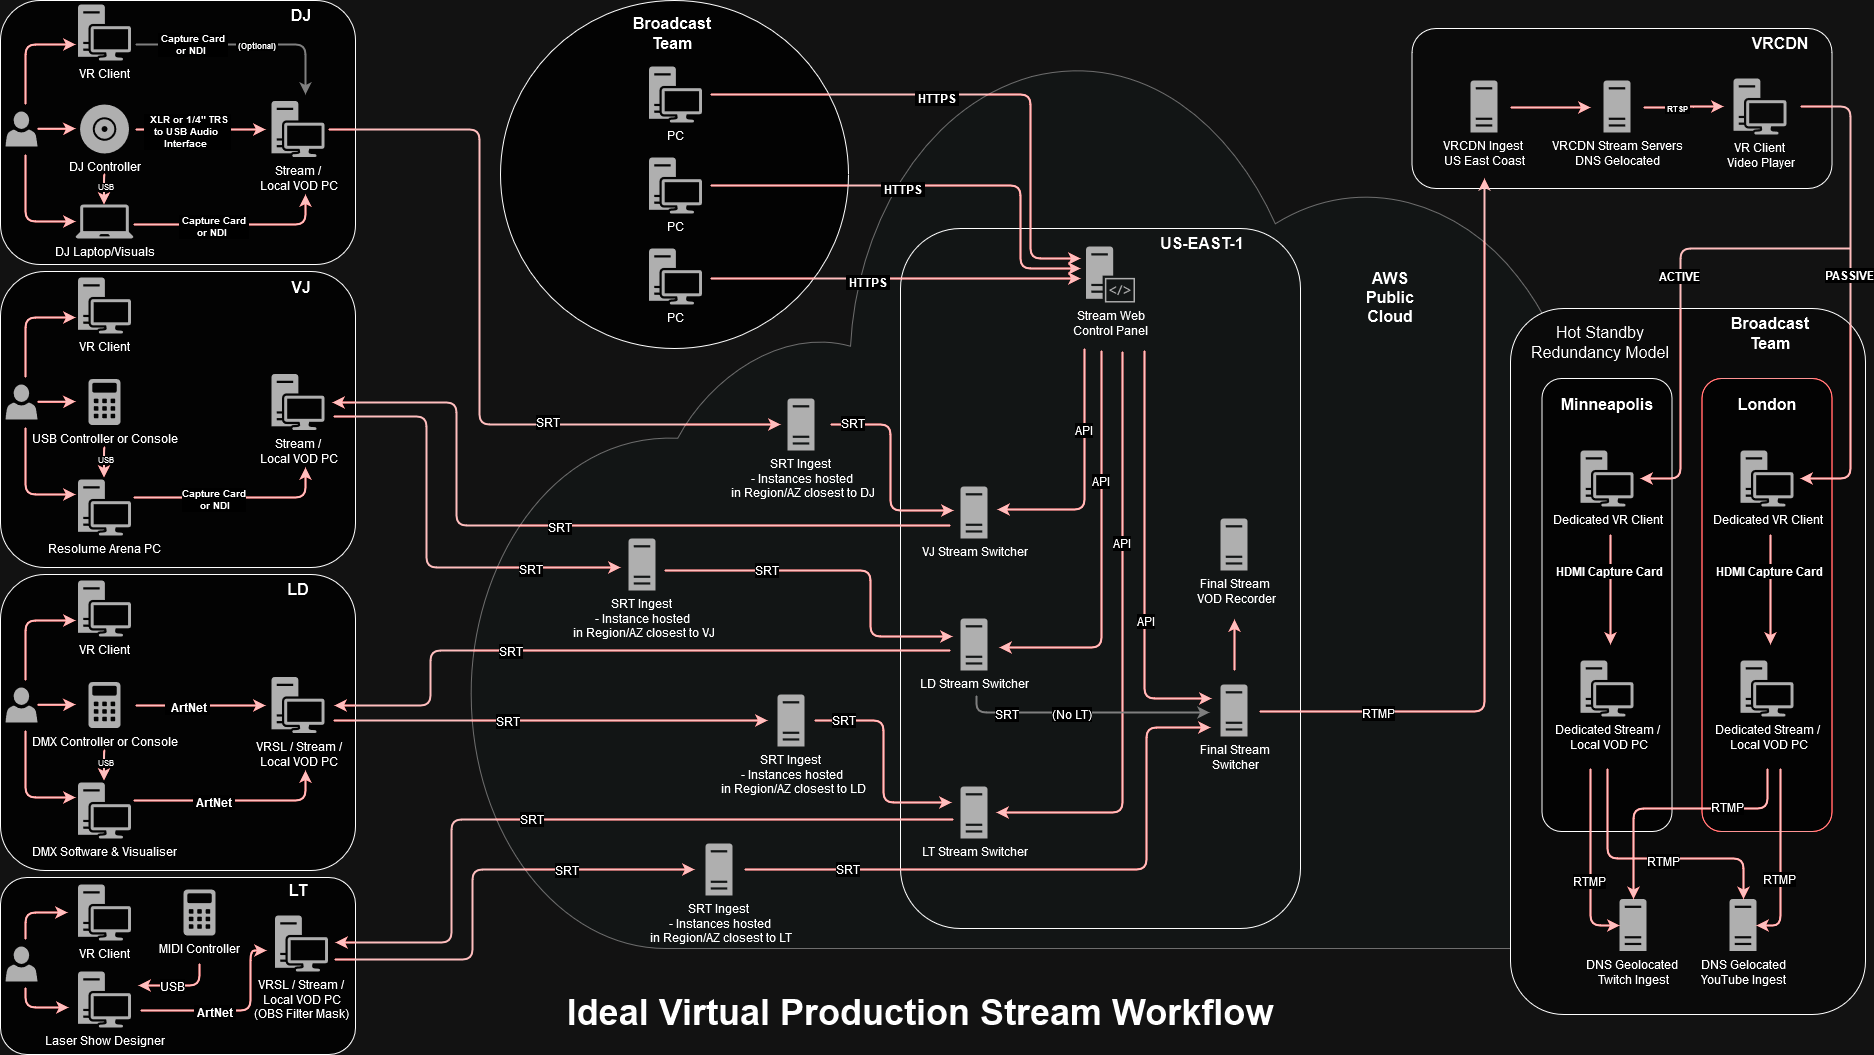 DJ
VR Client
Capture Card
or NDI
(Optional)
DJ Controller
XLR or 1/4" TRS
to USB Audio
Interface
Stream /
Local VOD PC
USB
DJ Laptop/Visuals
Capture Card
or NDI
VJ
VR Client
USB Controller or Console
Stream /
Local VOD PC
USB
Resolume Arena PC
Capture Card
or NDI
LD
VR Client
DMX Controller or Console
ArtNet
VRSL / Stream /
Local VOD PC
USB
DMX Software & Visualiser
ArtNet
LT
VR Client
MIDI Controller
USB
Laser Show Designer
ArtNet
VRSL / Stream /
Local VOD PC
(OBS Filter Mask)
Broadcast
Team
PC
PC
PC
HTTPS
HTTPS
HTTPS
US-EAST-1
</>
Stream Web
Control Panel
AWS
Public
Cloud
API
API
API
API
SRT
SRT Ingest
- Instances hosted
in Region/AZ closest to DJ
SRT
VJ Stream Switcher
SRT
SRT
SRT Ingest
- Instance hosted
in Region/AZ closest to VJ
SRT
LD Stream Switcher
SRT
SRT
(No LT)
SRT
SRT Ingest
- Instances hosted
in Region/AZ closest to LD
SRT
LT Stream Switcher
SRT
SRT
SRT Ingest
- Instances hosted
in Region/AZ closest to LT
SRT
Final Stream
VOD Recorder
Final Stream
Switcher
RTMP
VRCDN
VRCDN Ingest
US East Coast
VRCDN Stream Servers
DNS Gelocated
RTSP
VR Client
Video Player
ACTIVE
PASSIVE
Hot Standby
Redundancy Model
Broadcast
Team
Minneapolis
London
Dedicated VR Client
Dedicated VR Client
HDMI Capture Card
HDMI Capture Card
Dedicated Stream /
Local VOD PC
Dedicated Stream /
Local VOD PC
RTMP
RTMP
RTMP
RTMP
DNS Geolocated
Twitch Ingest
DNS Gelocated
YouTube Ingest
Ideal Virtual Production Stream Workflow